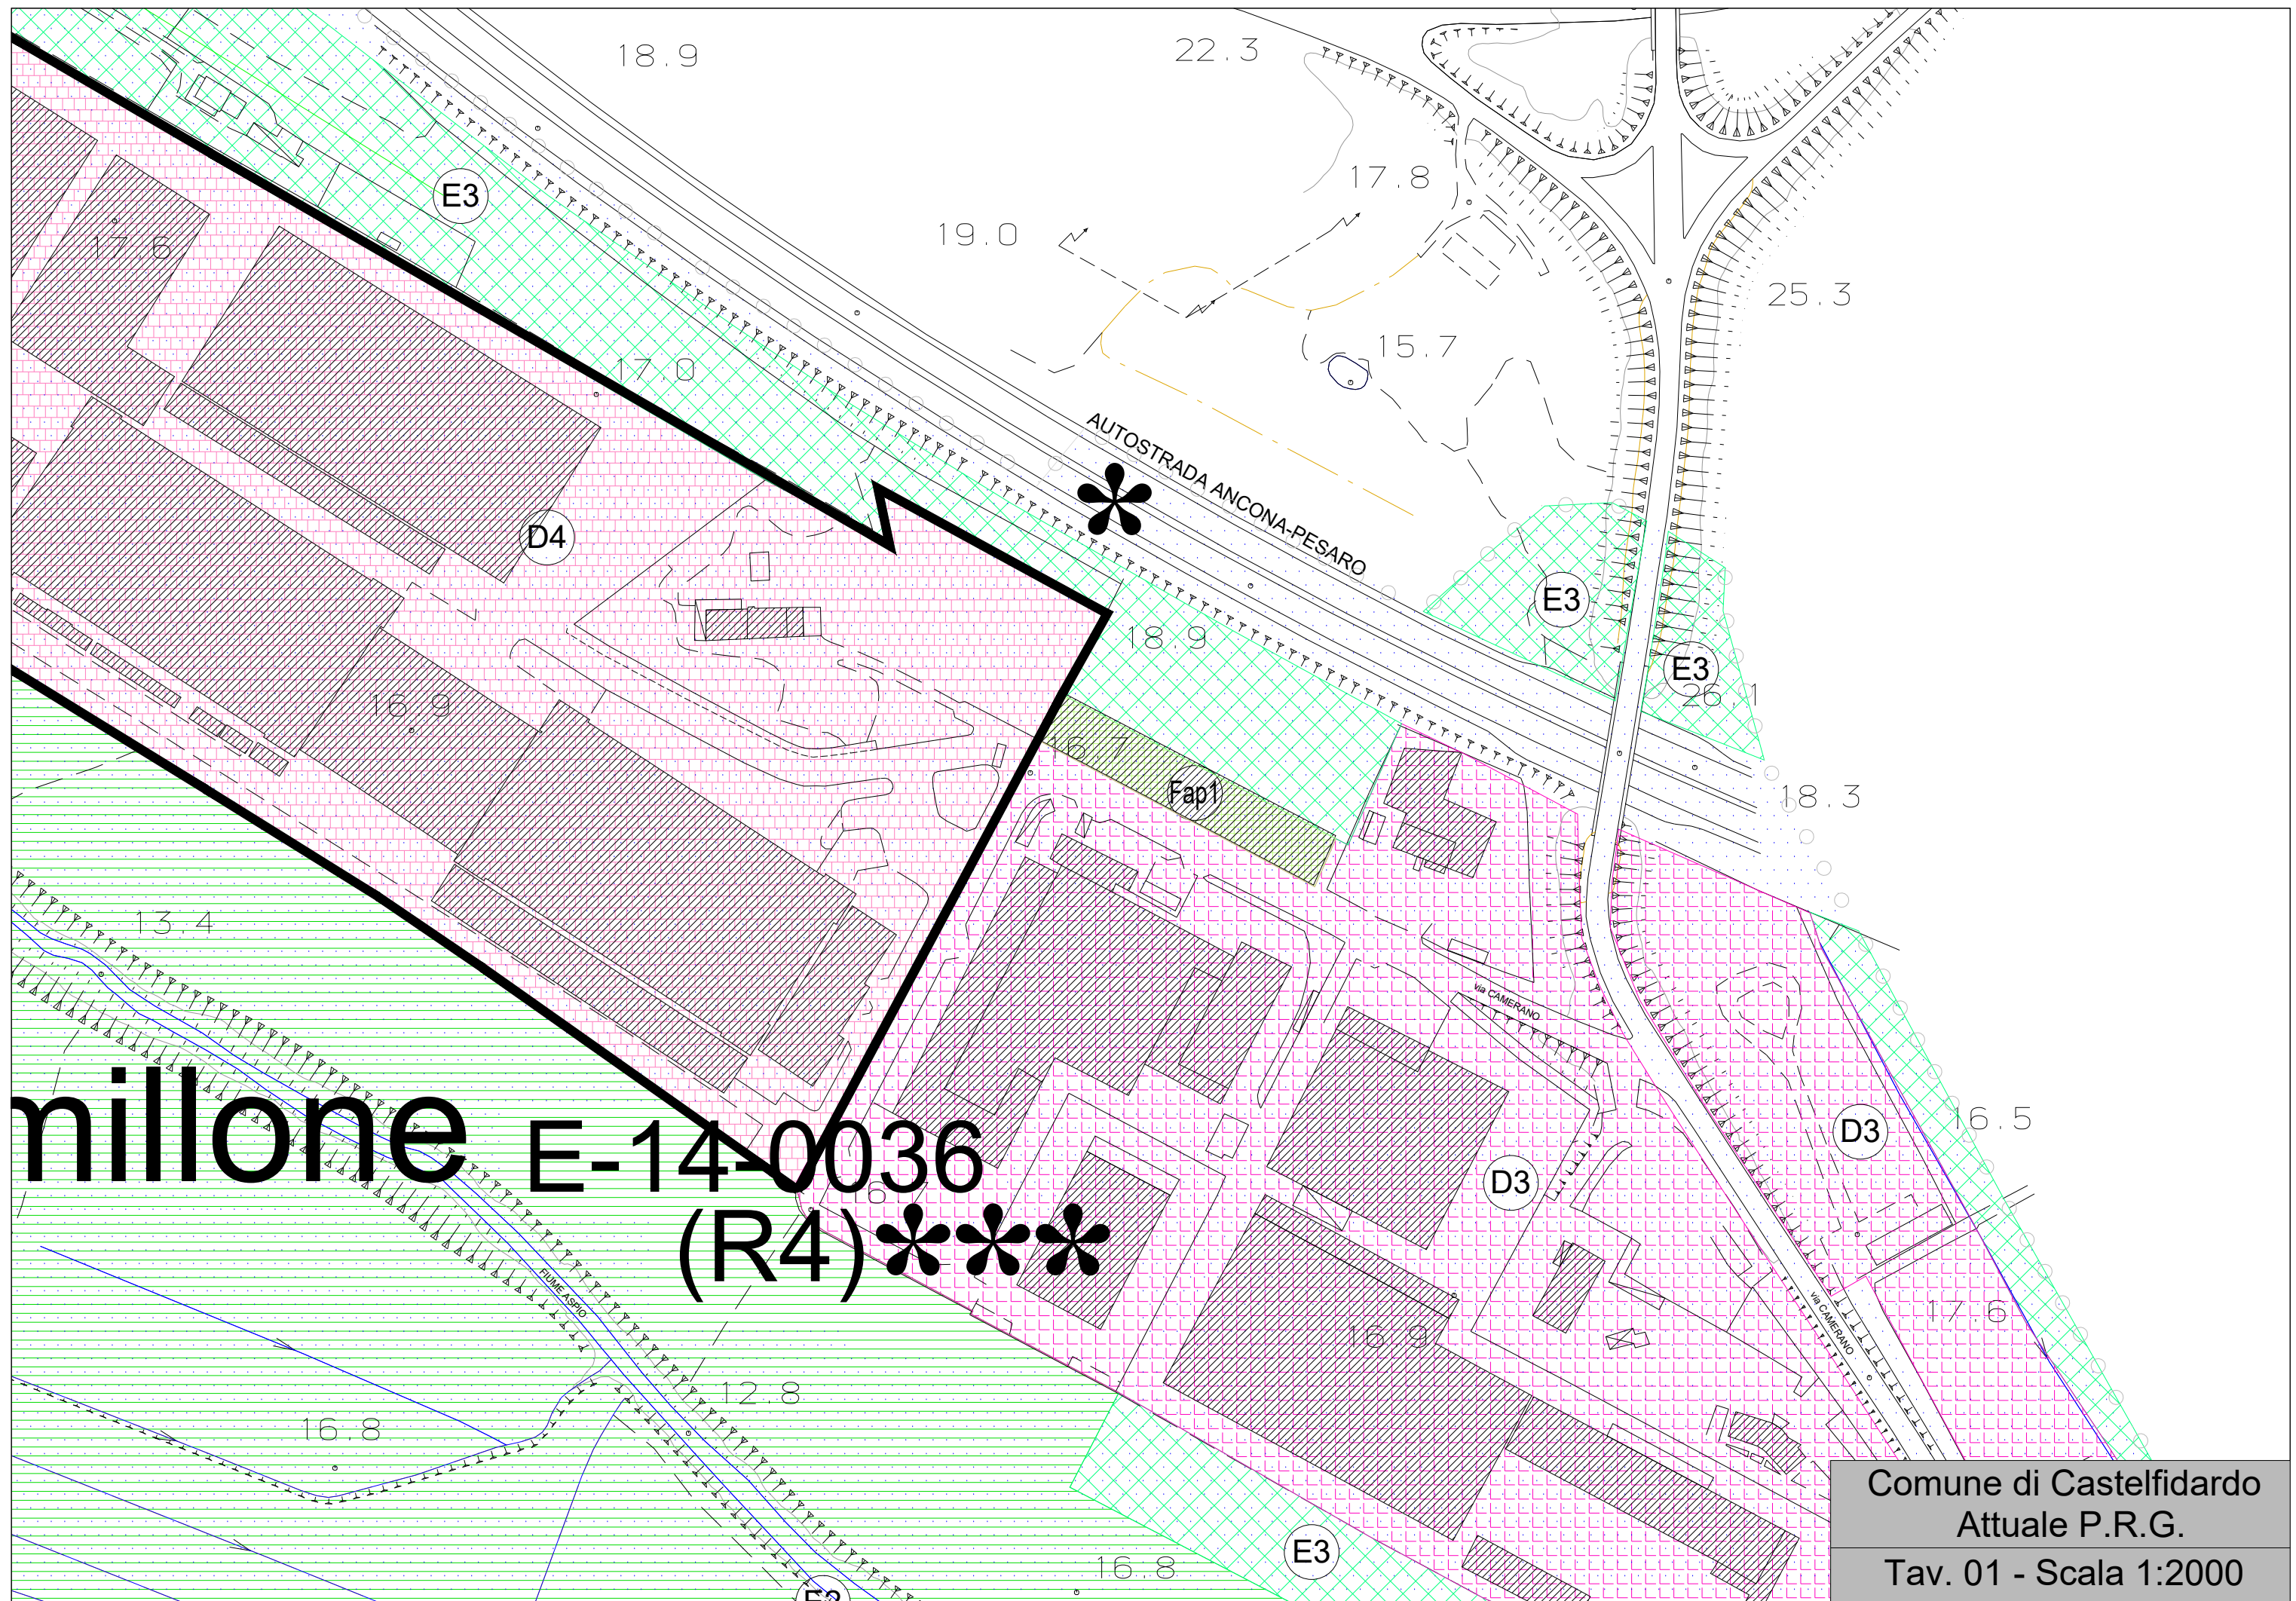 18.9
22.3
17.8
E3
19.0
17.6
25.3
15.7
17.0
AUTOSTRADA ANCONA-PESARO
*
D4
E3
18.9
E3
26.1
16.9
16.7
Fap1
18.3
13.4
via CAMERANO
millone
E-14-0036
D3
16.5
D3
(R4)***
FIUME ASPIO
17.6
via CAMERANO
16.9
12.8
16.8
E3
16.8
Comune di Castelfidardo
Attuale P.R.G.
Tav. 01 - Scala 1:2000